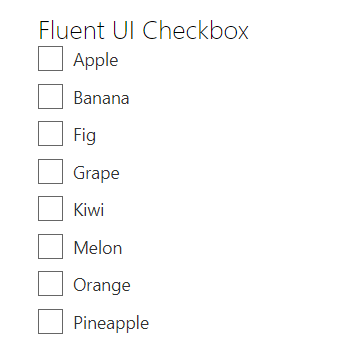 Fluent UI Checkbox
Apple
Banana
Fig
Grape
Kiwi
Melon
Orange
Pineapple